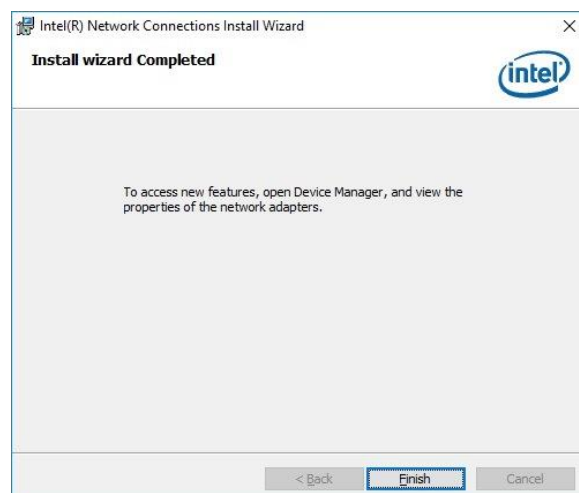 Intel(R) Network Connections Install Wizard
Install wizard Completed
intel
To access new features, open Device Manager, and view the
properties of the network adapters.
< Back
Finish
Cancel